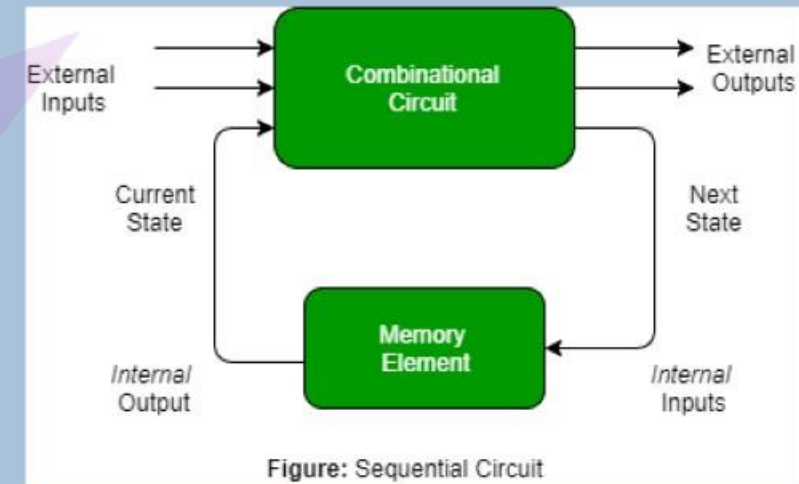 External
Inputs
Combinational
Circuit
External
Outputs
Current
State
Next
State
Memory
Element
Internal
Output
Internal
Inputs
Figure: Sequential Circuit